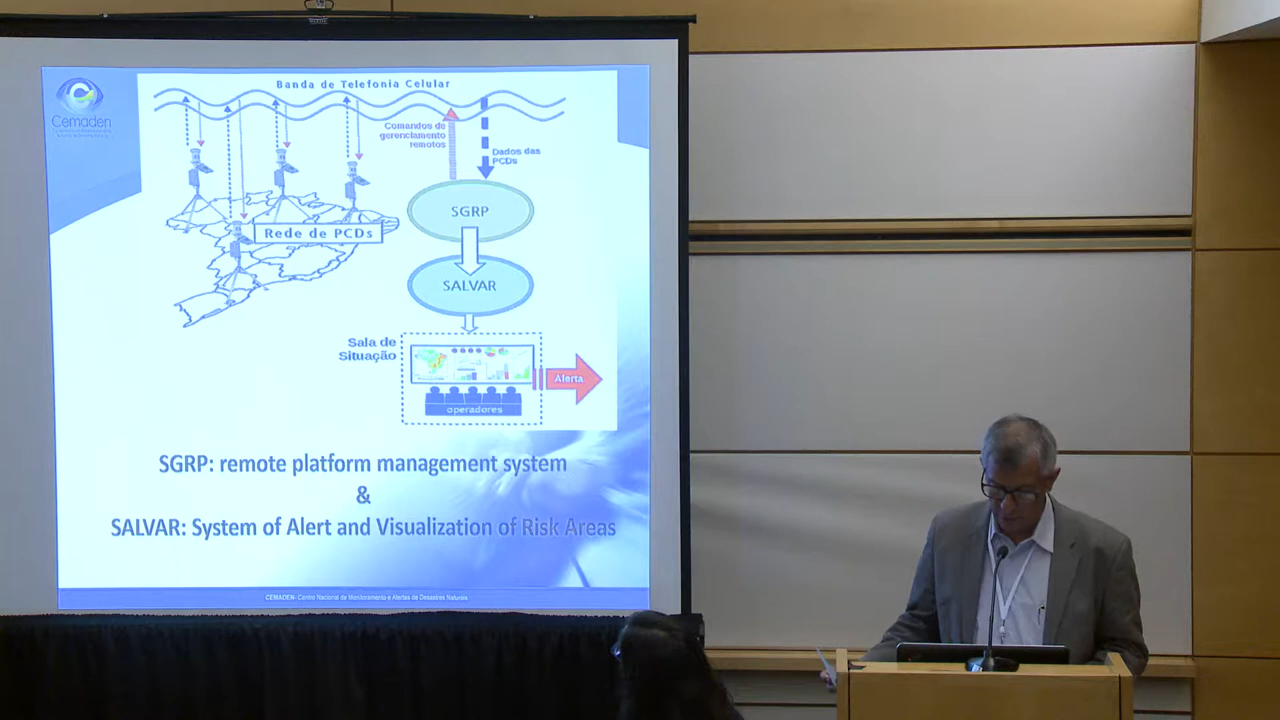 Banda de Telefonia Celular
Cemaden
Comandos de
gerenciamento
remotos
Dados das
PCDs
SGRP
Rede de PCDs
SALVAR
Sala de
Situação
Alerta
operadores
SGRP: remote platform management system
&
SALVAR: System of Alert and Visualization of Risk Areas
CEMADEN- Centro Nacional de Monitoramento e Alertas de Desastres Naturais